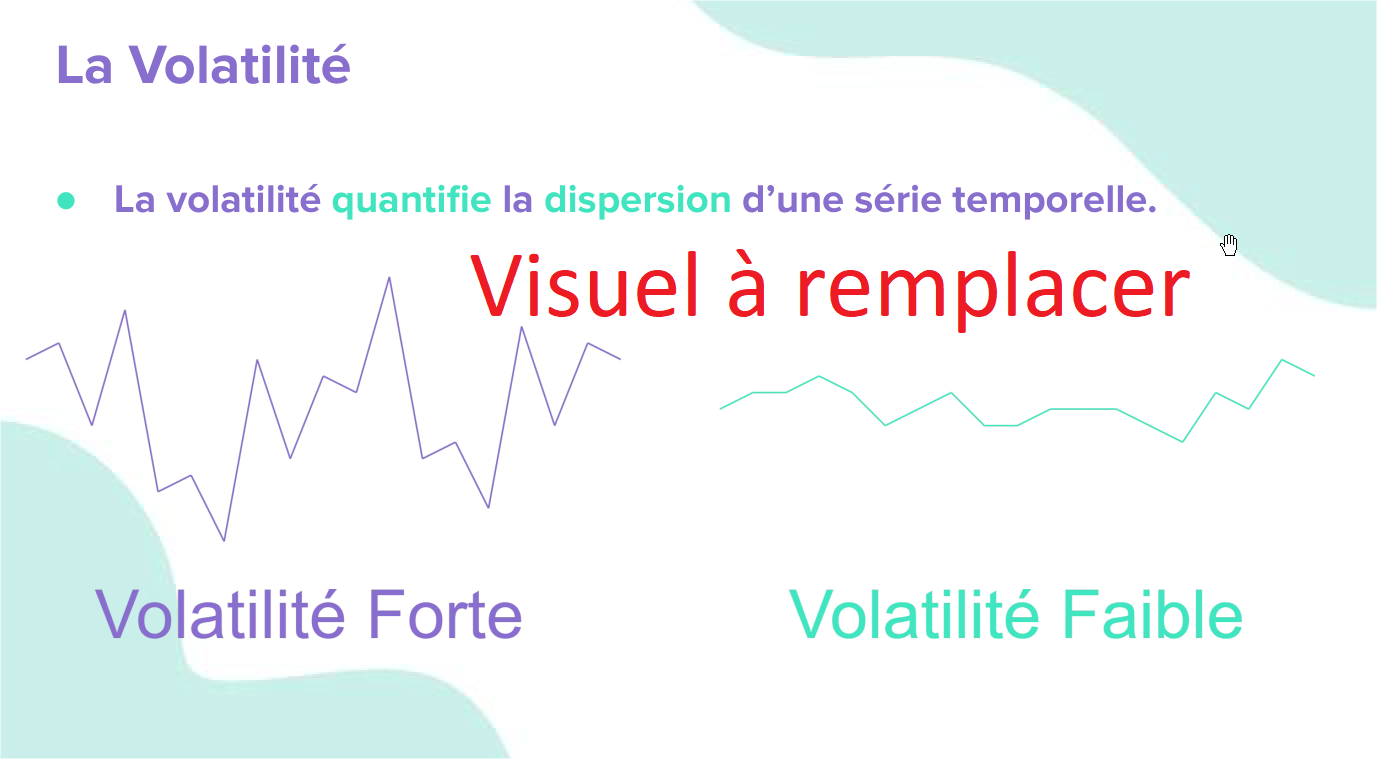 La Volatilité
La volatilité quantifie la dispersion d’une série temporelle.
Visuel à remplacer
Volatilité Forte
Volatilité Faible